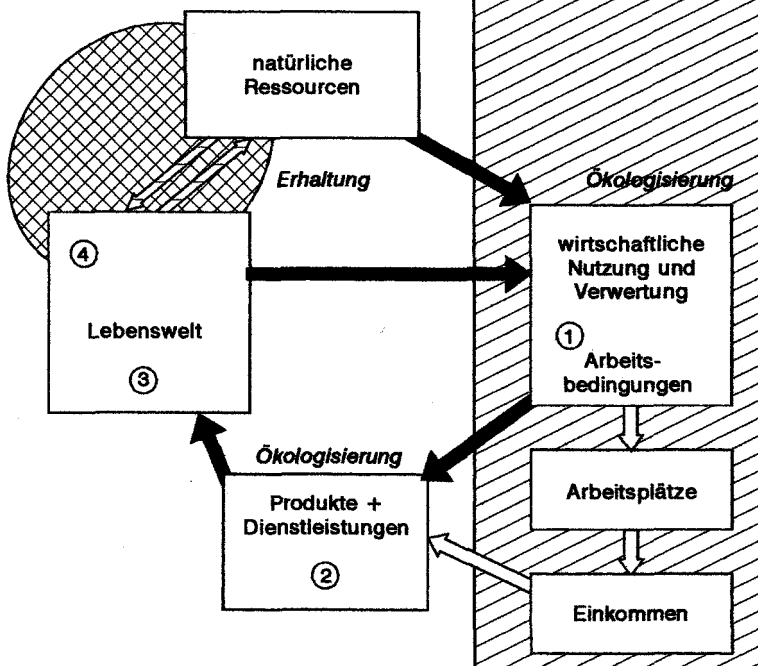 natürliche
Ressourcen
Erhaltung
Ökologisierung
wirtschaftliche
Nutzung und
Verwertung
1
Arbeits-
bedingungen
4
Lebenswelt
3
Ökologisierung
Produkte +
Dienstleistungen
2
Arbeitsplätze
Einkommen